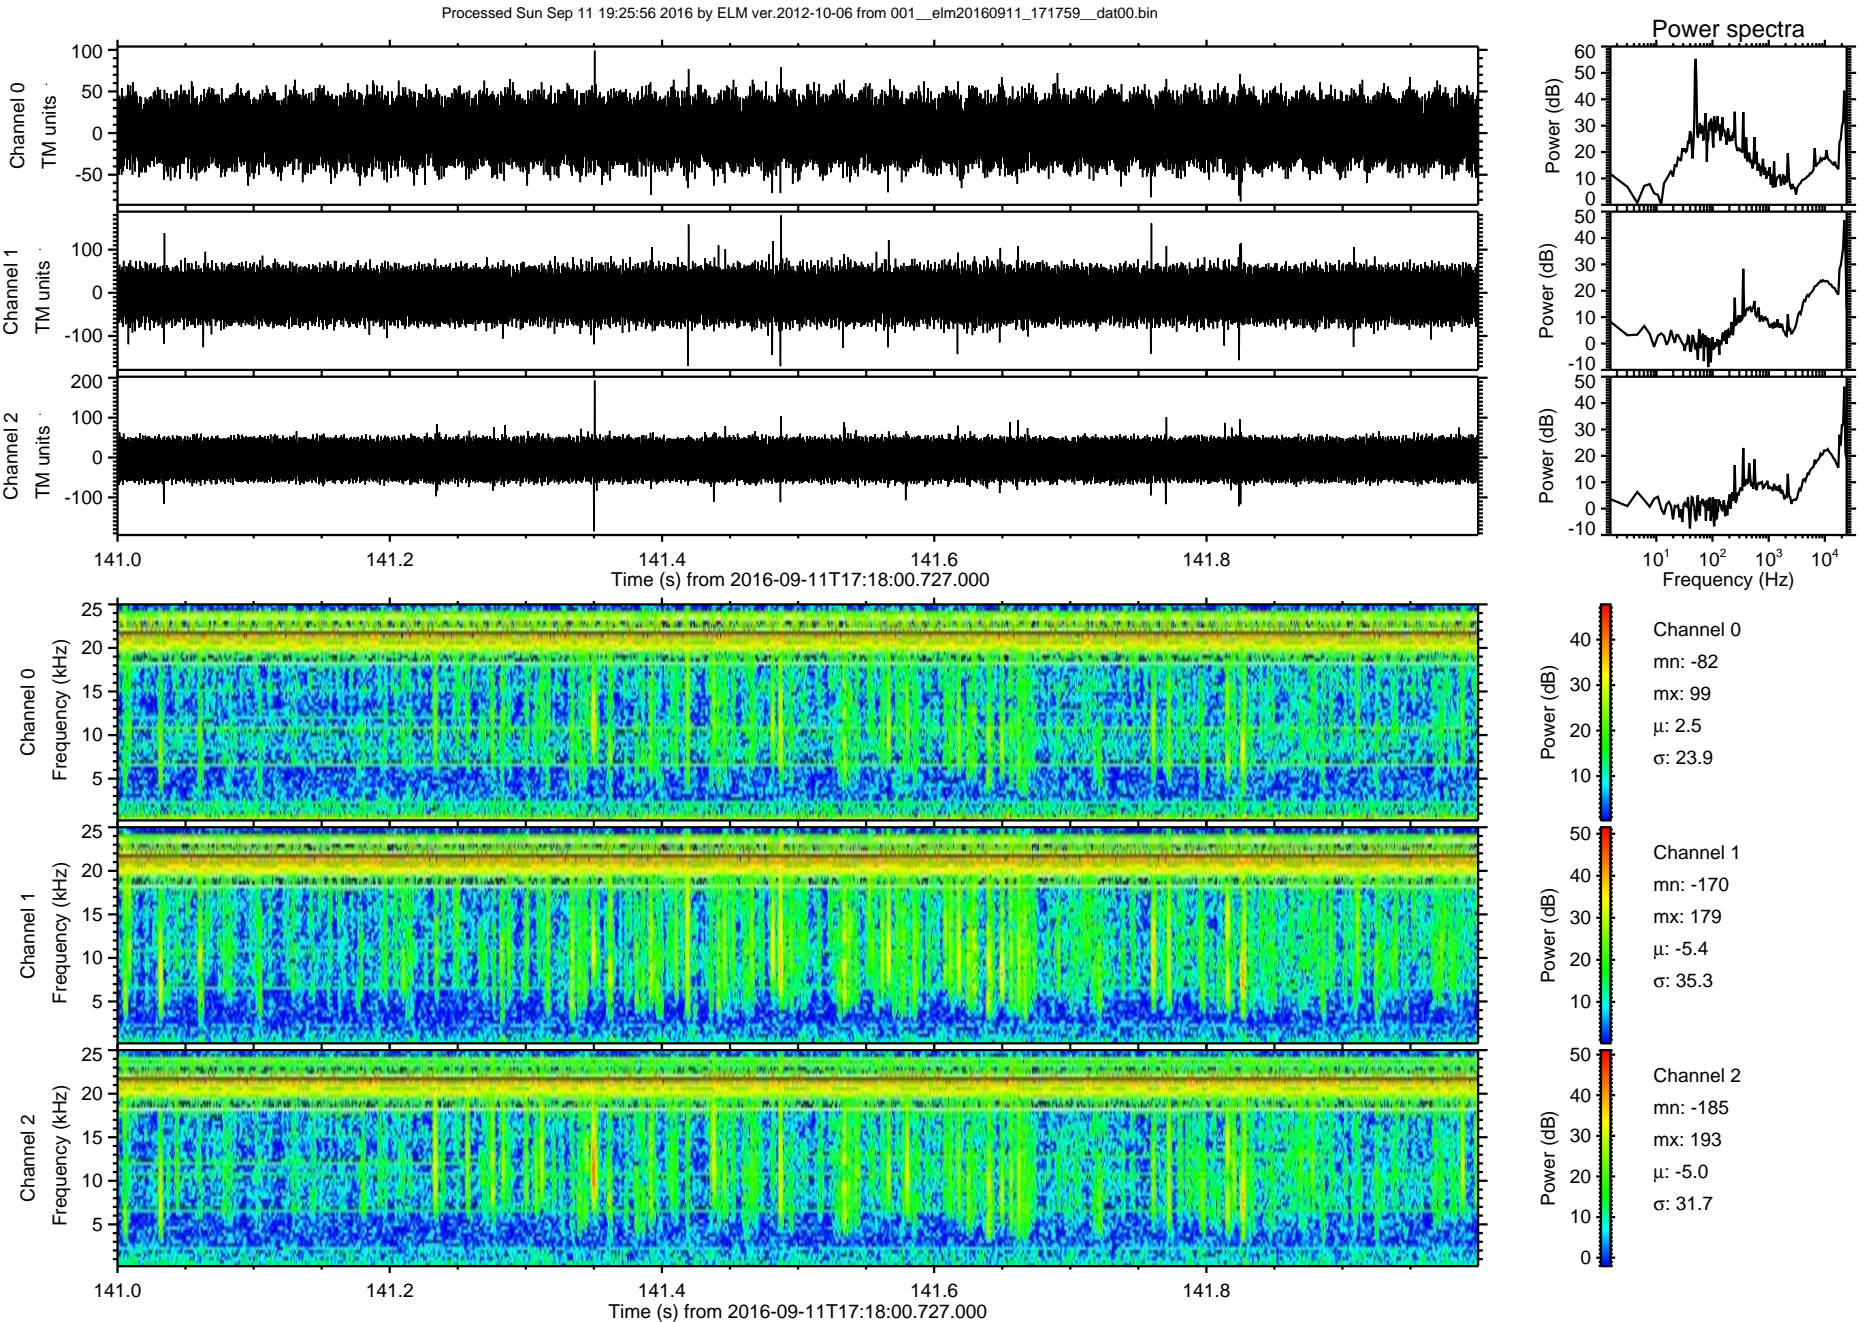 Processed Sun Sep 11 19:25:56 2016 by ELM ver.2012-10-06 from 001__elm20160911_171759__dat00.bin
Power spectra
Channel 0
TM units
100
50
0
-50
Power (dB)
60
50
40
30
20
10
0
Channel 1
TM units
100
0
-100
Power (dB)
50
40
30
20
10
0
-10
Channel 2
TM units
200
100
0
-100
Power (dB)
50
40
30
20
10
0
-10
141.0 141.2 141.4 141.6 141.8
Time (s) from 2016-09-11T17:18:00.727.000
10¹ 10² 10³ 10⁴
Frequency (Hz)
Channel 0
Frequency (kHz)
25
20
15
10
5
Power (dB)
40
30
20
10
Channel 0
mn: -82
mx: 99
μ: 2.5
σ: 23.9
Channel 1
Frequency (kHz)
25
20
15
10
5
Power (dB)
50
40
30
20
10
Channel 1
mn: -170
mx: 179
μ: -5.4
σ: 35.3
Channel 2
Frequency (kHz)
25
20
15
10
5
Power (dB)
50
40
30
20
10
0
Channel 2
mn: -185
mx: 193
μ: -5.0
σ: 31.7
141.0 141.2 141.4 141.6 141.8
Time (s) from 2016-09-11T17:18:00.727.000